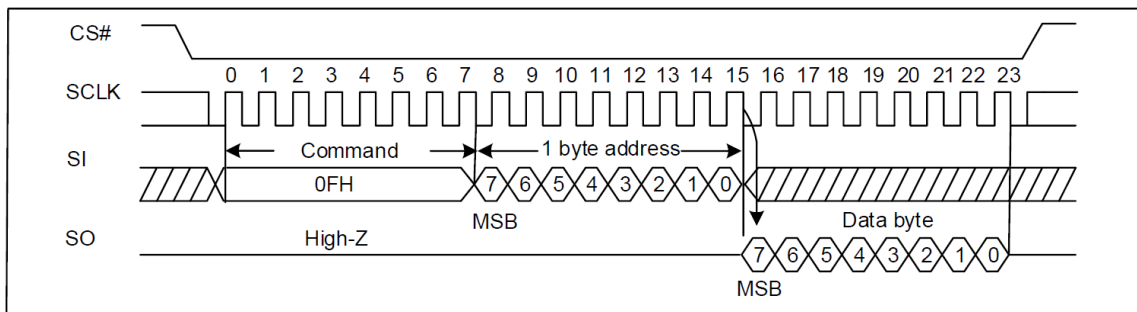 CS#
0 1 2 3 4 5 6 7 8 9 10 11 12 13 14 15 16 17 18 19 20 21 22 23
SCLK
Command 1 byte address
SI
0FH 7 6 5 4 3 2 1 0
MSB Data byte
SO High-Z
7 6 5 4 3 2 1 0
MSB